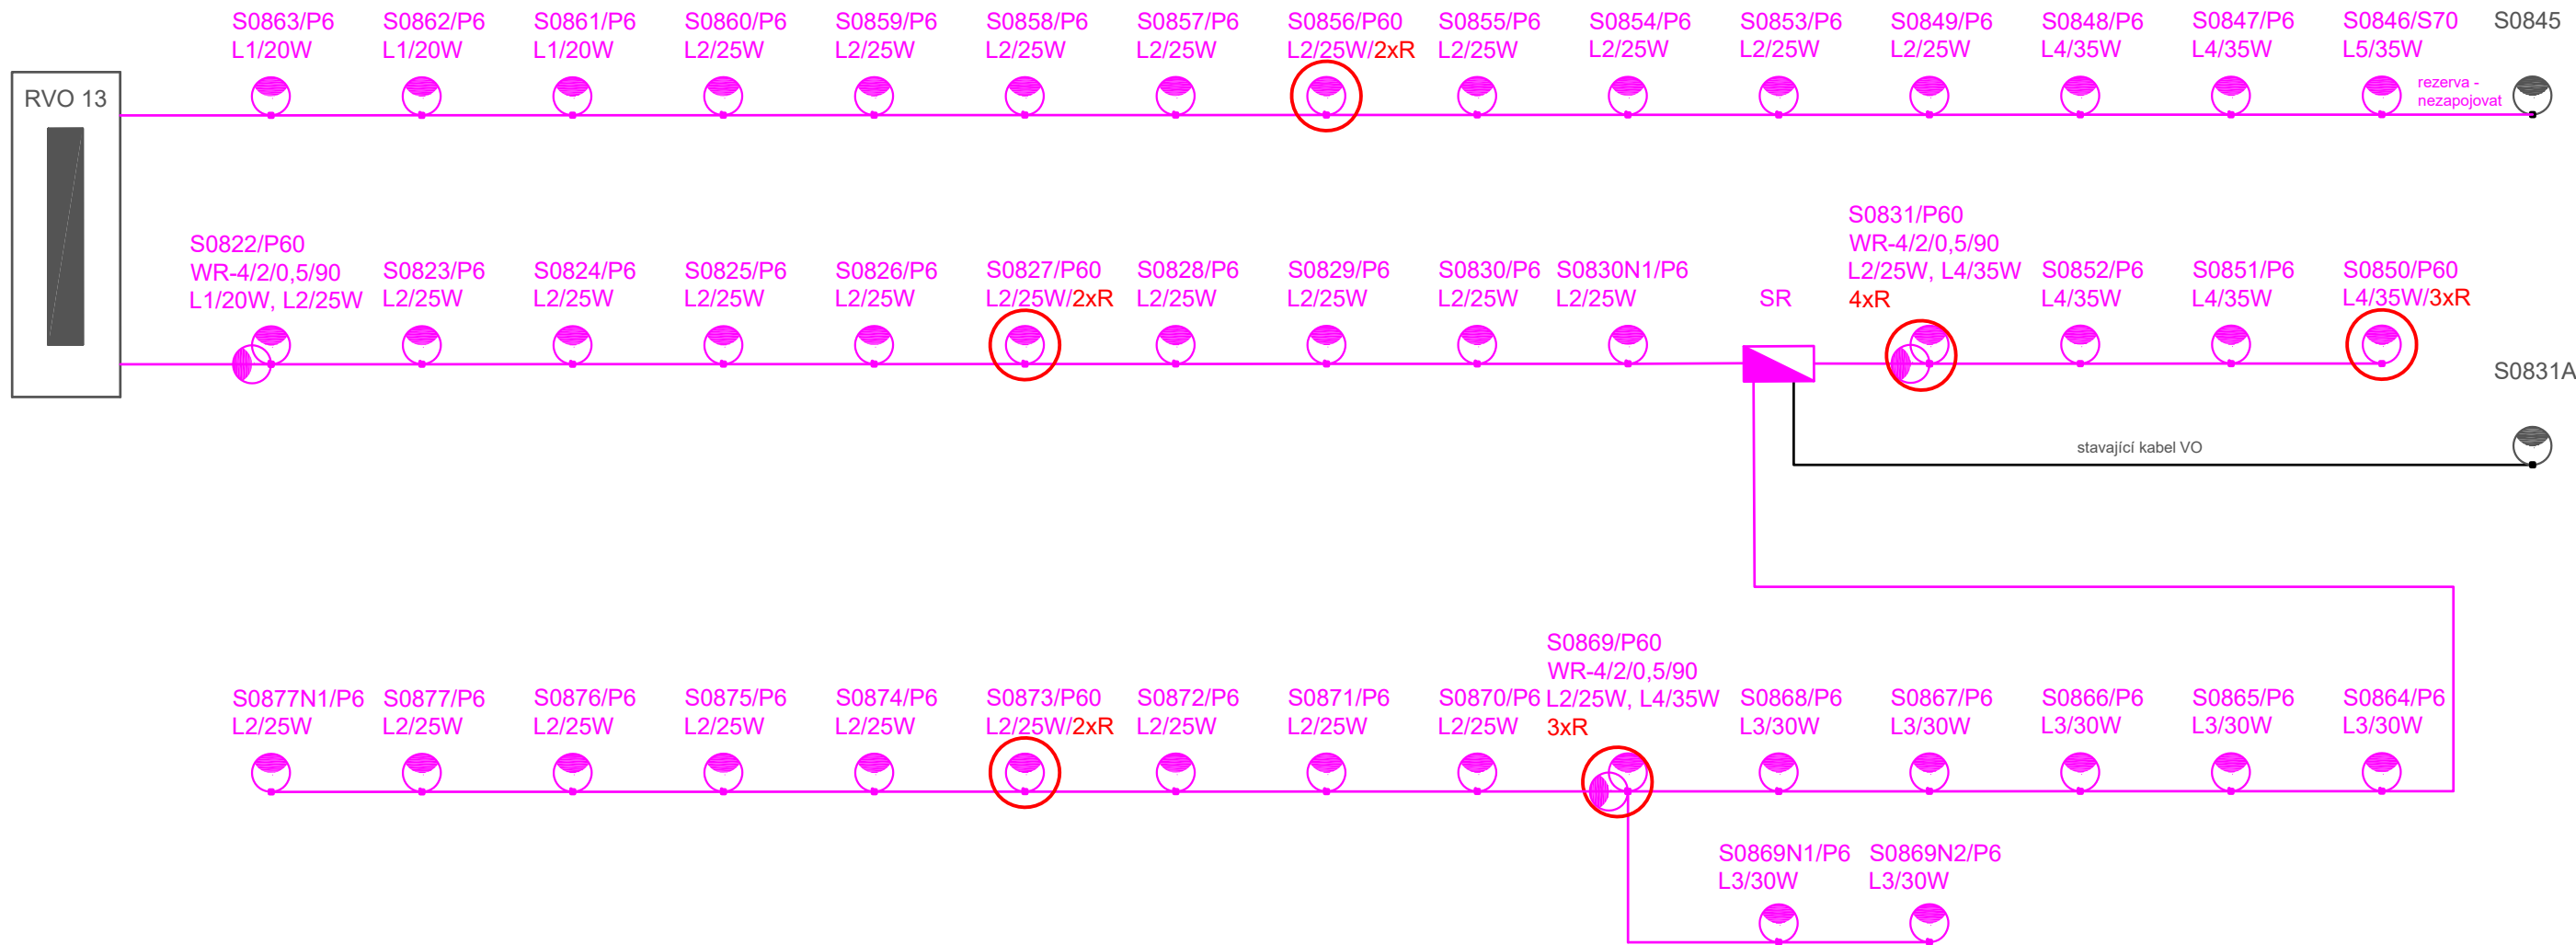 S0863/P6
L1/20W
S0862/P6
L1/20W
S0861/P6
L1/20W
S0860/P6
L2/25W
S0859/P6
L2/25W
S0858/P6
L2/25W
S0857/P6
L2/25W
S0856/P60
L2/25W/2xR
S0855/P6
L2/25W
S0854/P6
L2/25W
S0853/P6
L2/25W
S0849/P6
L2/25W
S0848/P6
L4/35W
S0847/P6
L4/35W
S0846/S70
L5/35W
S0845
rezerva -
nezapojovat
RVO 13
S0822/P60
WR-4/2/0,5/90
L1/20W, L2/25W
S0823/P6
L2/25W
S0824/P6
L2/25W
S0825/P6
L2/25W
S0826/P6
L2/25W
S0827/P60
L2/25W/2xR
S0828/P6
L2/25W
S0829/P6
L2/25W
S0830/P6
L2/25W
S0830N1/P6
L2/25W
SR
S0831/P60
WR-4/2/0,5/90
L2/25W, L4/35W
4xR
S0852/P6
L4/35W
S0851/P6
L4/35W
S0850/P60
L4/35W/3xR
S0831A
stavající kabel VO
S0877N1/P6
L2/25W
S0877/P6
L2/25W
S0876/P6
L2/25W
S0875/P6
L2/25W
S0874/P6
L2/25W
S0873/P60
L2/25W/2xR
S0872/P6
L2/25W
S0871/P6
L2/25W
S0870/P6
L2/25W
S0869/P60
WR-4/2/0,5/90
L2/25W, L4/35W
3xR
S0868/P6
L3/30W
S0867/P6
L3/30W
S0866/P6
L3/30W
S0865/P6
L3/30W
S0864/P6
L3/30W
S0869N1/P6
L3/30W
S0869N2/P6
L3/30W